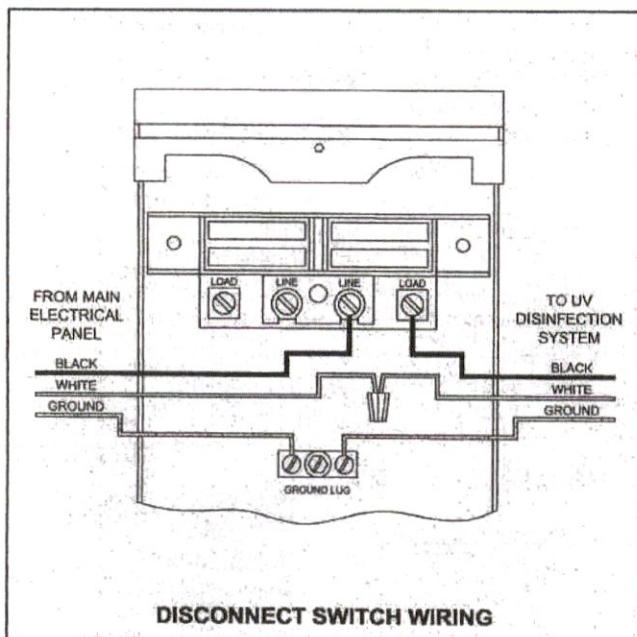 LOAD LINE LINE LOAD
FROM MAIN
ELECTRICAL
PANEL
TO UV
DISINFECTION
SYSTEM
BLACK
BLACK
WHITE
WHITE
GROUND
GROUND
GROUND LUG
DISCONNECT SWITCH WIRING